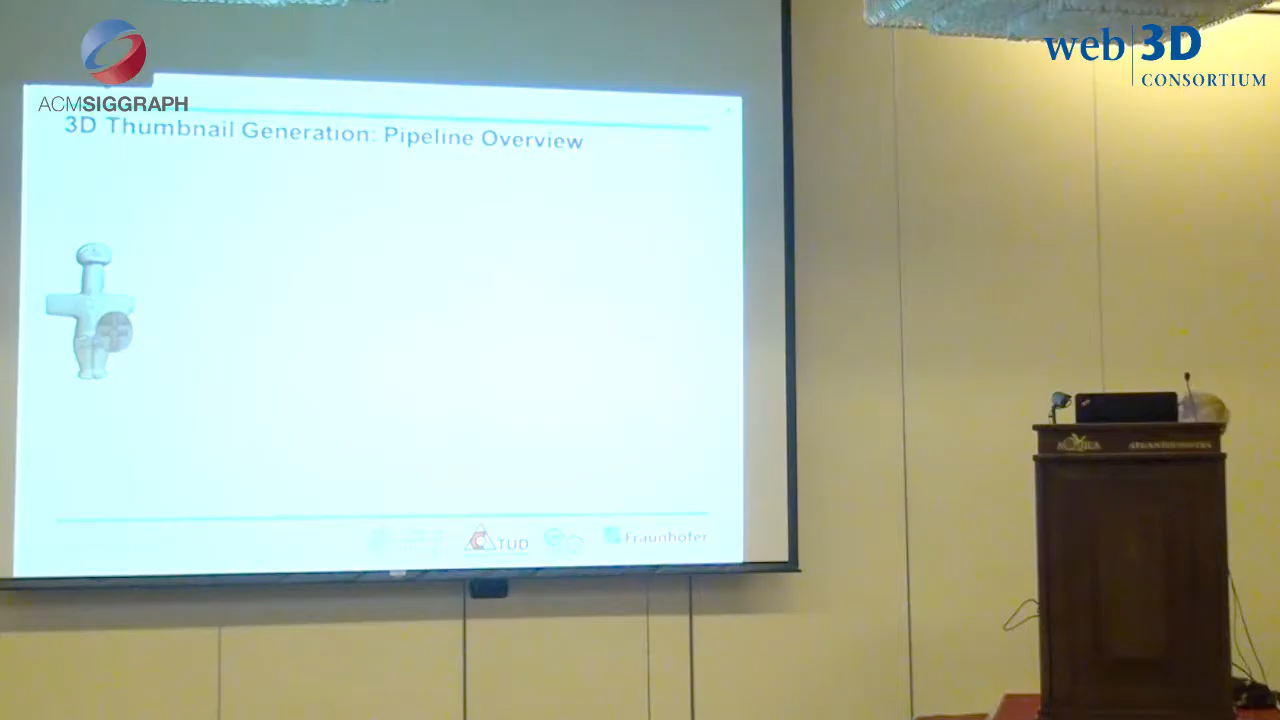 ACMSIGGRAPH
web 3D
CONSORTIUM
3D Thumbnail Generation: Pipeline Overview
TUD
Fraunhofer